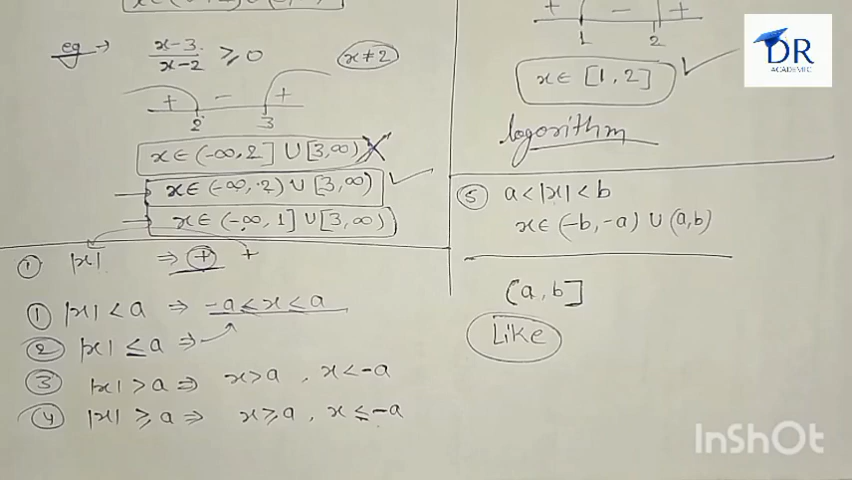 eg → x-3/x-2 ≥ 0 x≠2
+ - +
2 3
x∈(-∞,2] ∪ [3,∞)
x∈(-∞,2) ∪ [3,∞)
x∈(-∞,1] ∪ [3,∞)
① |x| ⇒ + +
① |x| < a ⇒ -a ≤ x ≤ a
② |x| ≤ a ⇒
③ |x| > a ⇒ x>a, x<-a
④ |x| ≥ a ⇒ x≥a, x≤-a
+ - +
1 2
x∈ [1,2]
logorithm
⑤ a<|x|<b
x∈(-b,-a) ∪ (a,b)
(a,b]
Like
DR
ACADEMIC
InShOt